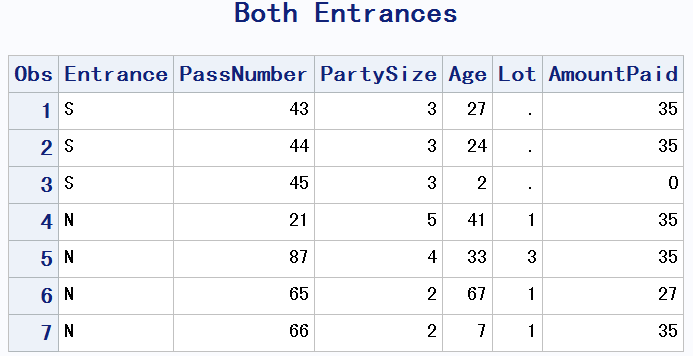 Both Entrances
Obs Entrance PassNumber PartySize Age Lot AmountPaid
1 S 43 3 27 . 35
2 S 44 3 24 . 35
3 S 45 3 2 . 0
4 N 21 5 41 1 35
5 N 87 4 33 3 35
6 N 65 2 67 1 27
7 N 66 2 7 1 35